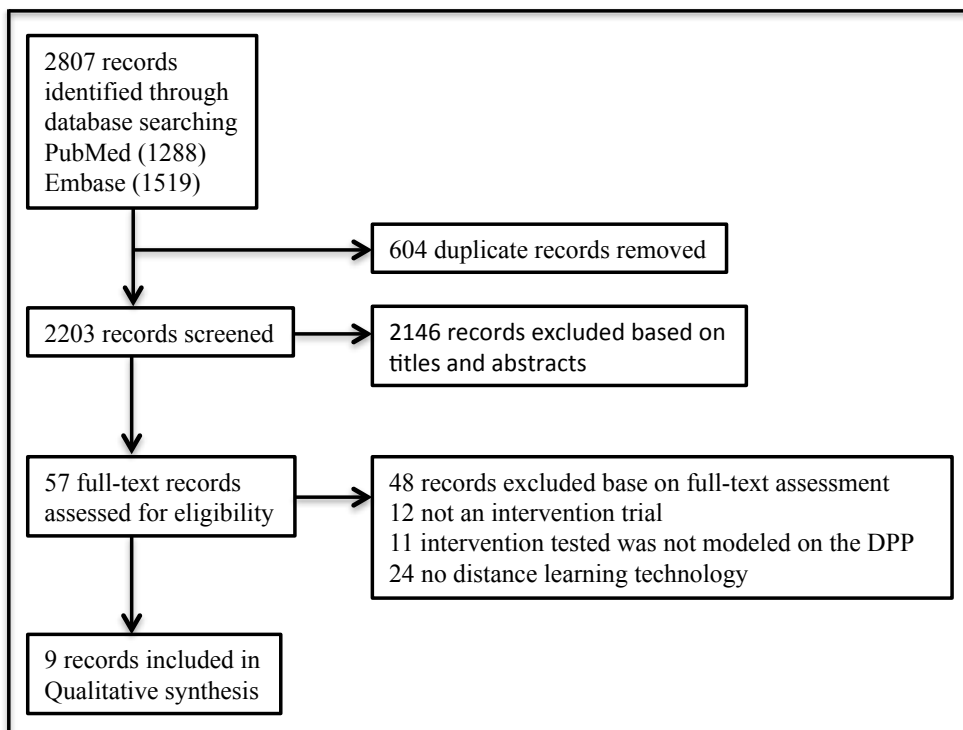 2807 records
identified through
database searching
PubMed (1288)
Embase (1519)
604 duplicate records removed
2203 records screened
2146 records excluded based on
titles and abstracts
57 full-text records
assessed for eligibility
48 records excluded base on full-text assessment
12 not an intervention trial
11 intervention tested was not modeled on the DPP
24 no distance learning technology
9 records included in
Qualitative synthesis